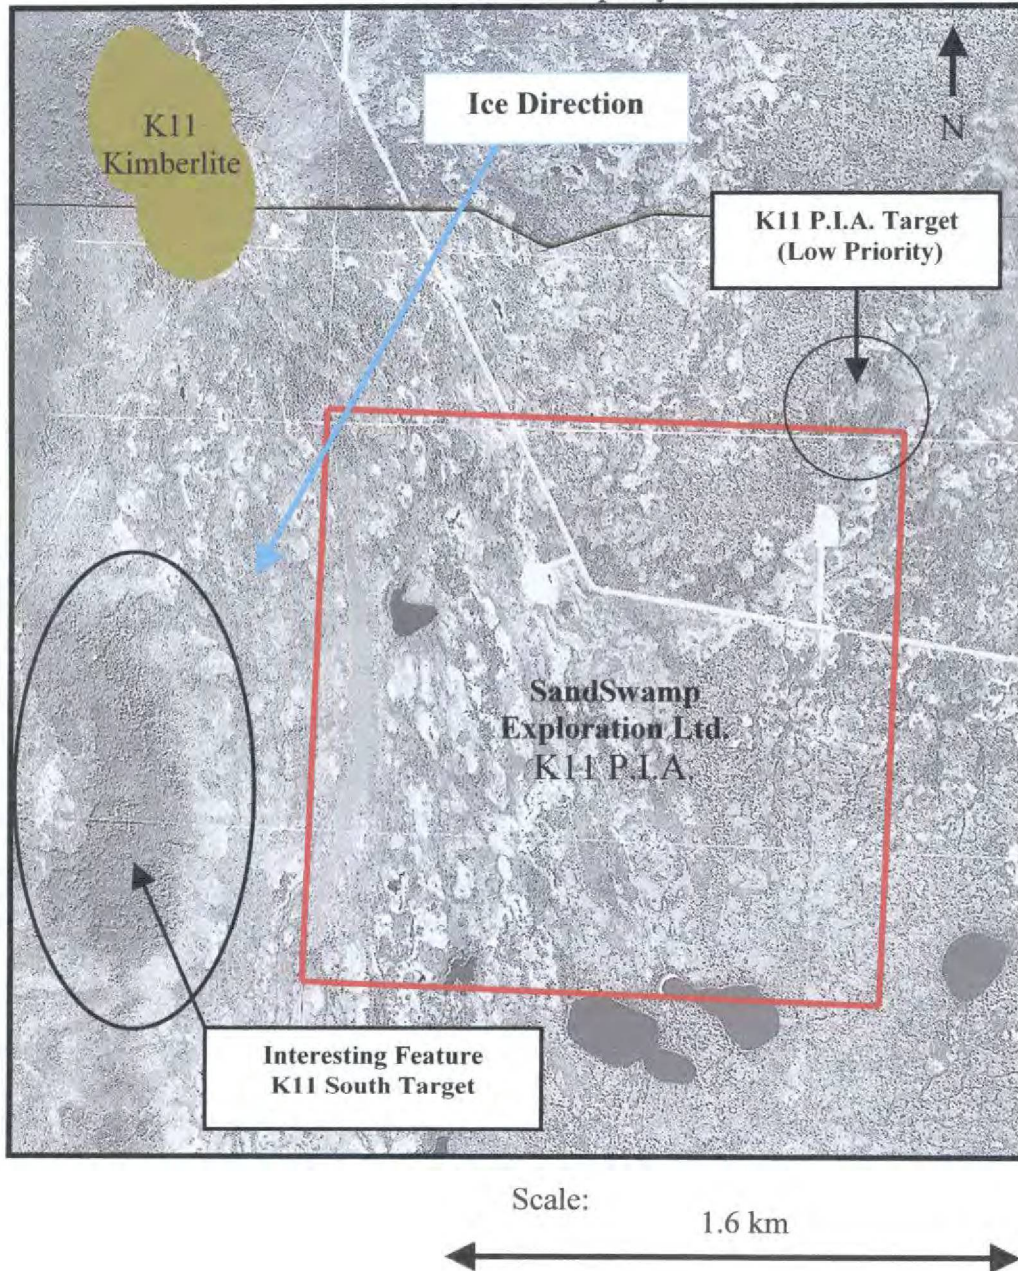 Ice Direction
N
K11
Kimberlite
K11 P.I.A. Target
(Low Priority)
SandSwamp
Exploration Ltd.
K11 P.I.A.
Interesting Feature
K11 South Target
Scale:
1.6 km